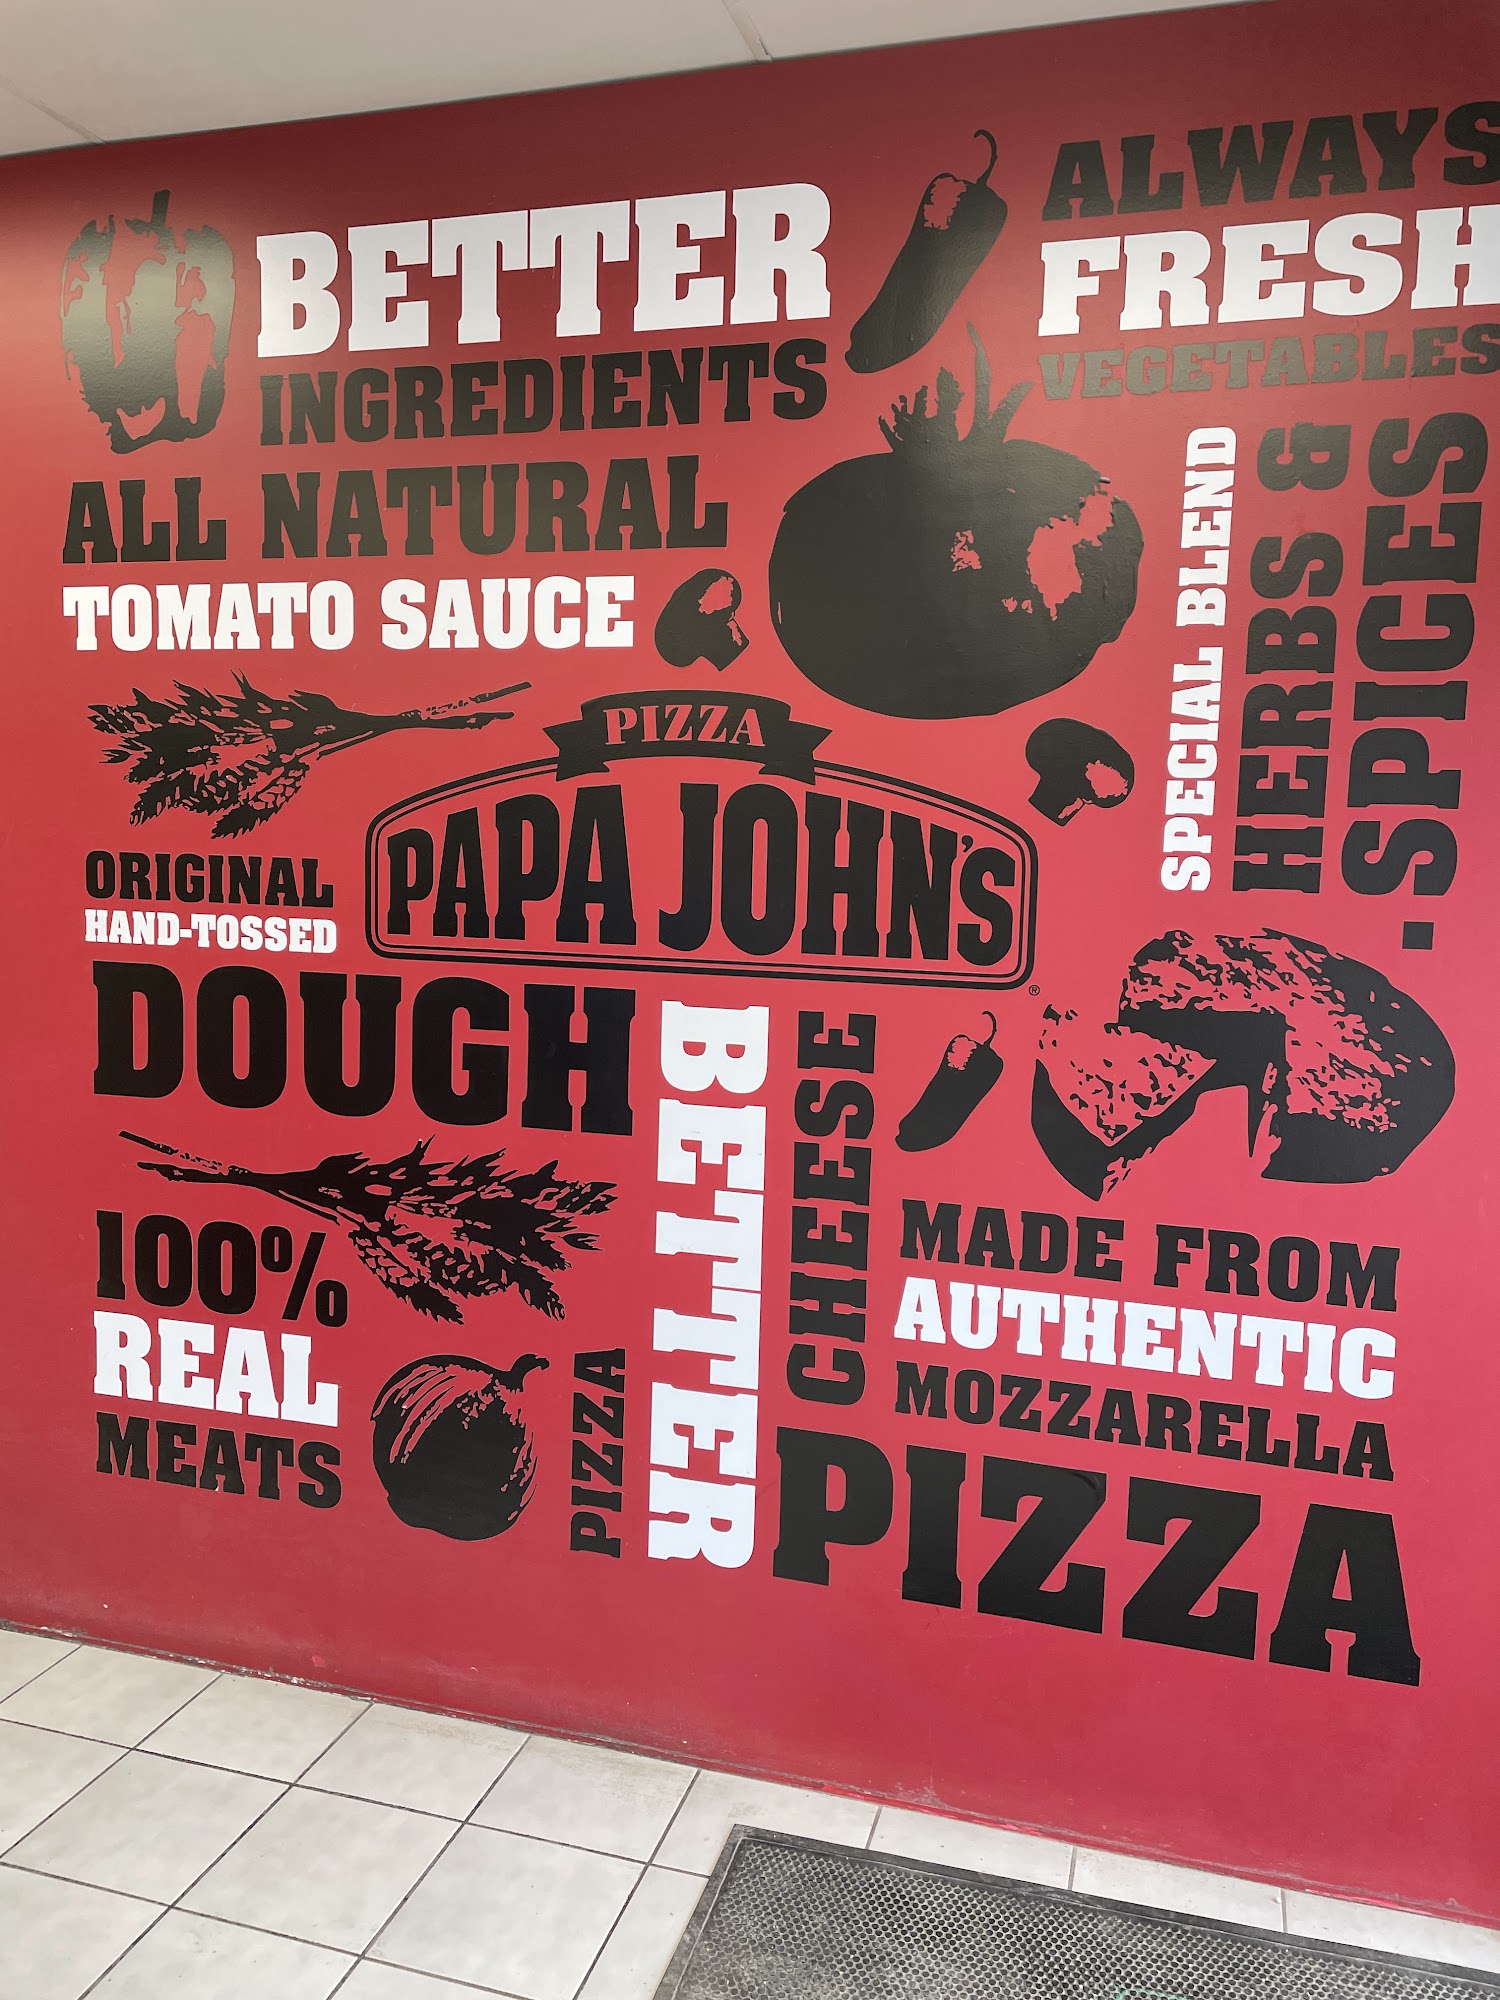 BETTER
INGREDIENTS
ALL NATURAL
TOMATO SAUCE
ALWAYS
FRESH
VEGETABLES
SPECIAL BLEND
HERBS &
SPICES.
PIZZA
PAPA JOHN'S
®
ORIGINAL
HAND-TOSSED
DOUGH
100%
REAL
MEATS
PIZZA
BETTER
CHEESE
MADE FROM
AUTHENTIC
MOZZARELLA
PIZZA